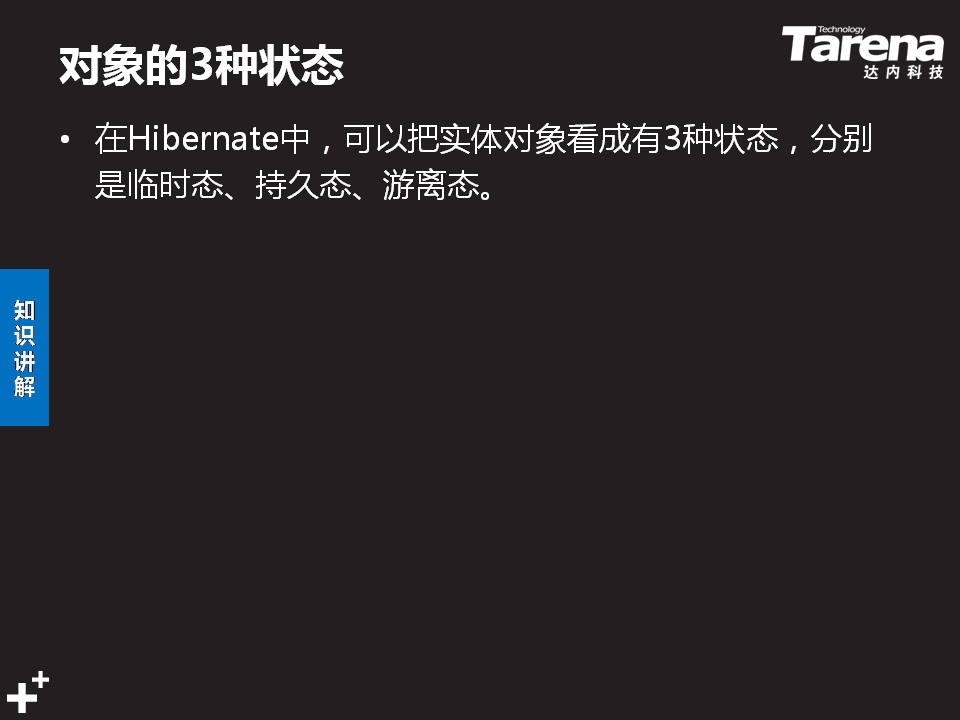 对象的3种状态
Technology
Tarena
达内科技
• 在Hibernate中，可以把实体对象看成有3种状态，分别
是临时态、持久态、游离态。
知
识
讲
解